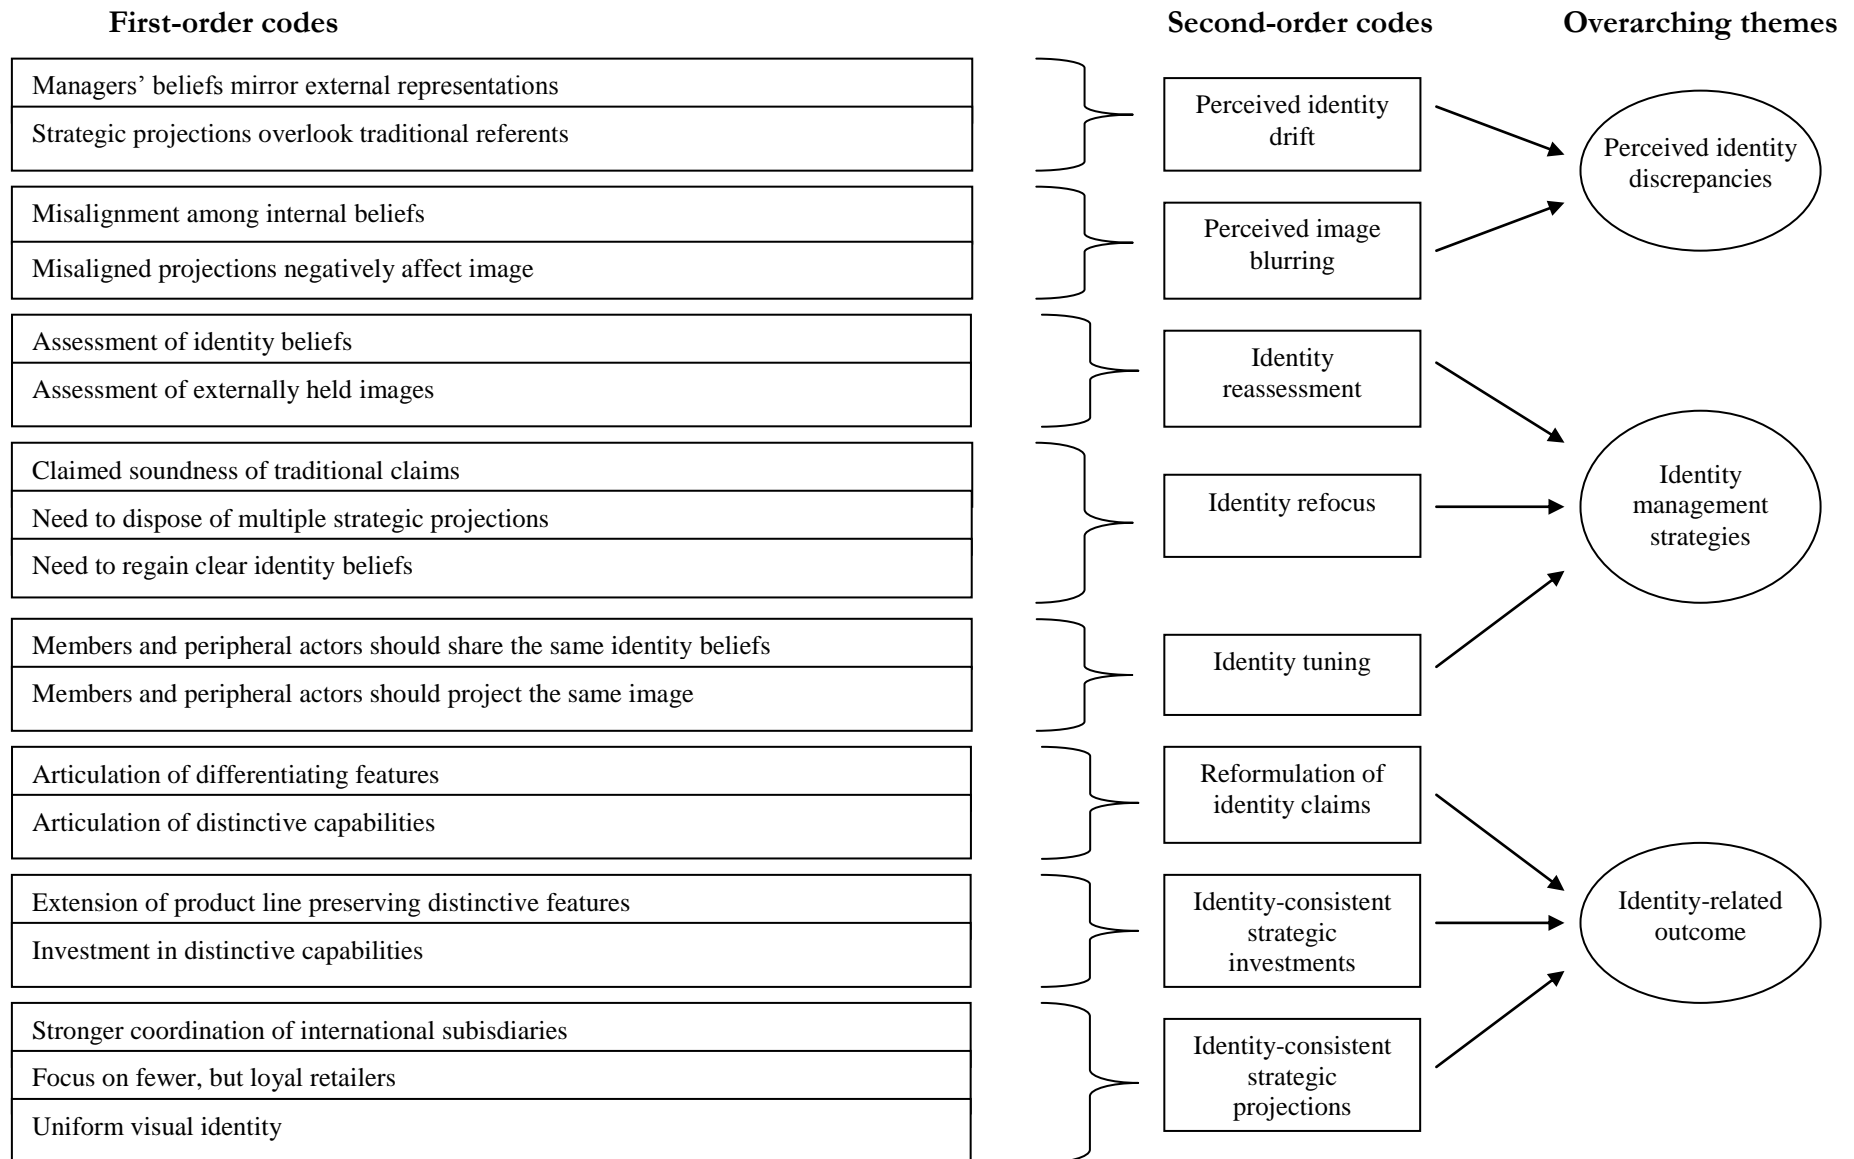 First-order codes
Second-order codes
Overarching themes
Managers’ beliefs mirror external representations
Strategic projections overlook traditional referents
Perceived identity
drift
Misalignment among internal beliefs
Misaligned projections negatively affect image
Perceived image
blurring
Perceived identity
discrepancies
Assessment of identity beliefs
Assessment of externally held images
Identity
reassessment
Claimed soundness of traditional claims
Need to dispose of multiple strategic projections
Need to regain clear identity beliefs
Identity refocus
Members and peripheral actors should share the same identity beliefs
Members and peripheral actors should project the same image
Identity tuning
Identity
management
strategies
Articulation of differentiating features
Articulation of distinctive capabilities
Reformulation of
identity claims
Extension of product line preserving distinctive features
Investment in distinctive capabilities
Identity-consistent
strategic
investments
Stronger coordination of international subisdiaries
Focus on fewer, but loyal retailers
Uniform visual identity
Identity-consistent
strategic
projections
Identity-related
outcome